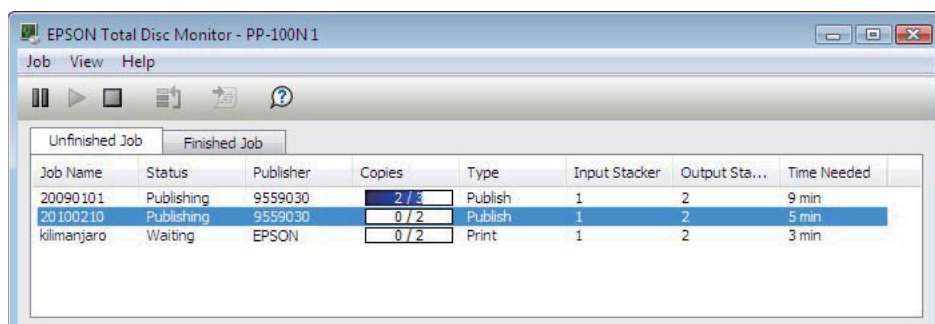 EPSON Total Disc Monitor - PP-100N 1
Job View Help
Unfinished Job Finished Job
Job Name Status Publisher Copies Type Input Stacker Output Sta... Time Needed
20090101 Publishing 9559030 2 / 3 Publish 1 2 9 min
20100210 Publishing 9559030 0 / 2 Publish 1 2 5 min
kilimanjaro Waiting EPSON 0 / 2 Print 1 2 3 min